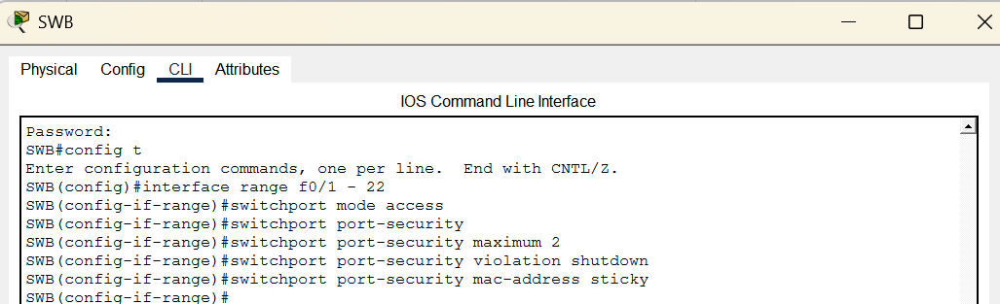 SWB
Physical Config CLI Attributes
IOS Command Line Interface
Password:
SWB#config t
Enter configuration commands, one per line.  End with CNTL/Z.
SWB(config)#interface range f0/1 - 22
SWB(config-if-range)#switchport mode access
SWB(config-if-range)#switchport port-security
SWB(config-if-range)#switchport port-security maximum 2
SWB(config-if-range)#switchport port-security violation shutdown
SWB(config-if-range)#switchport port-security mac-address sticky
SWB(config-if-range)#